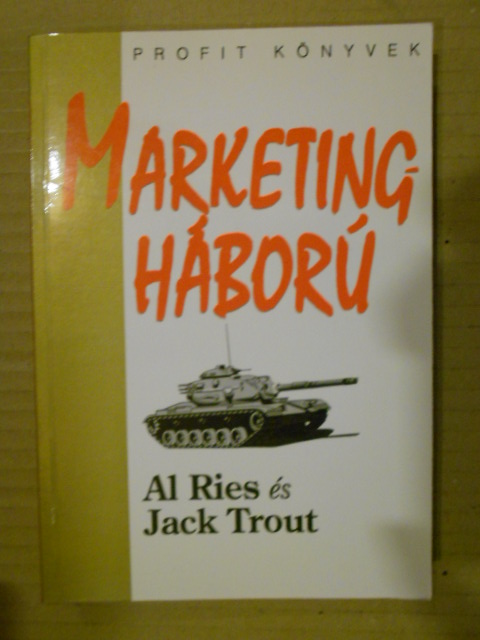 PROFIT KÖNYVEK
MARKETING-
HÁBORÚ
Al Ries és
Jack Trout